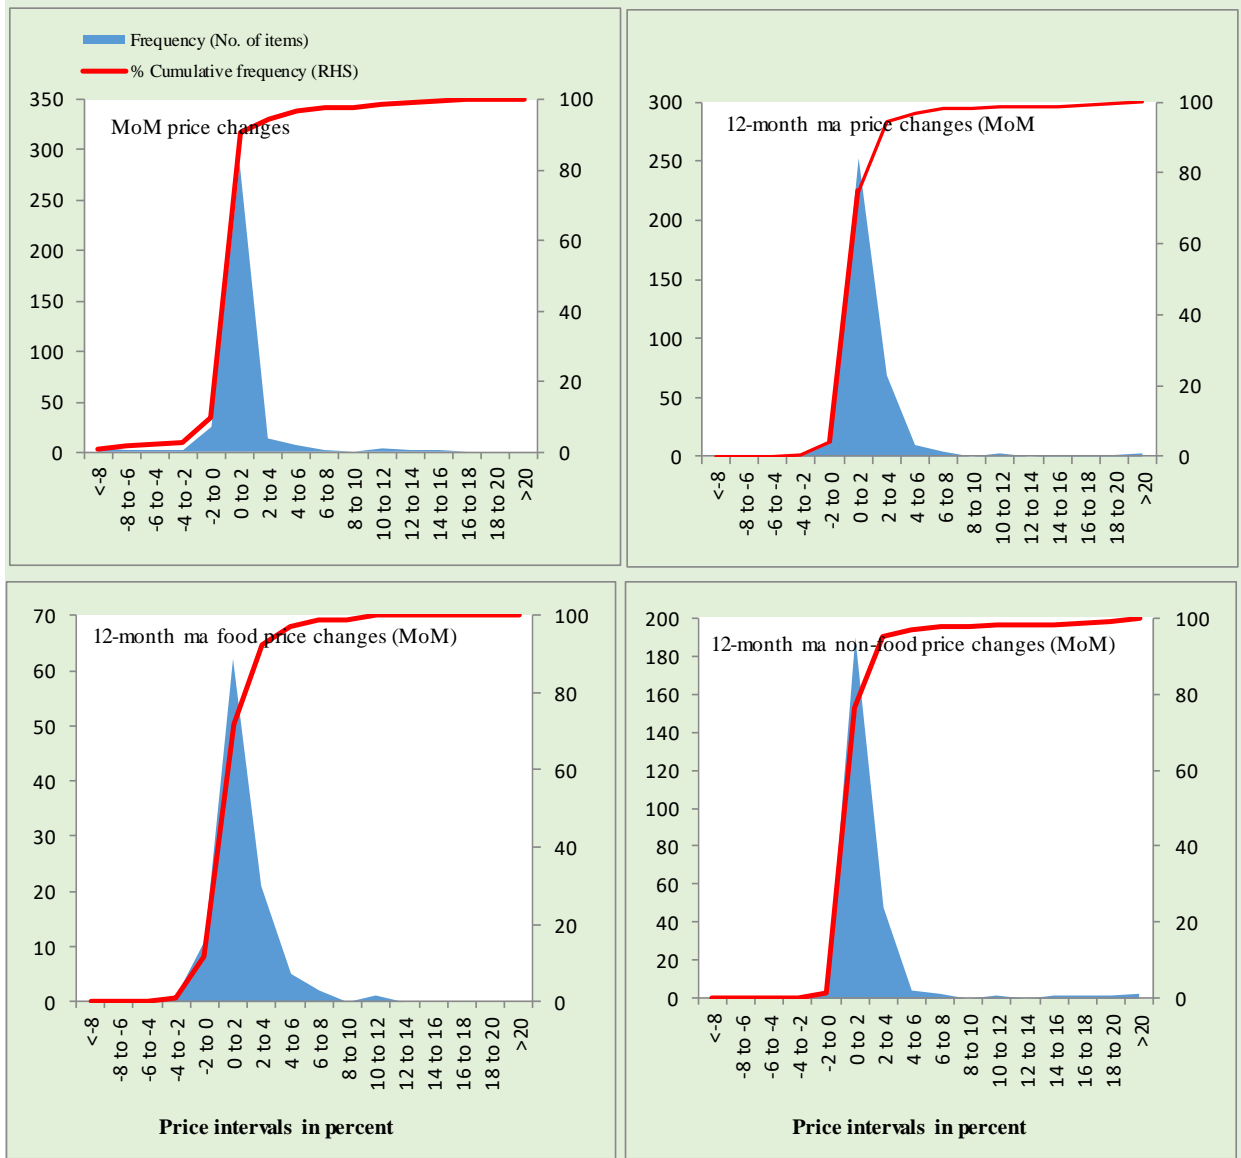 Frequency (No. of items)
% Cumulative frequency (RHS)
MoM price changes
350
300
250
200
150
100
50
0
100
80
60
40
20
0
<-8
-8 to -6
-6 to -4
-4 to -2
-2 to 0
0 to 2
2 to 4
4 to 6
6 to 8
8 to 10
10 to 12
12 to 14
14 to 16
16 to 18
18 to 20
>20
12-month ma price changes (MoM
300
250
200
150
100
50
0
100
80
60
40
20
0
<-8
-8 to -6
-6 to -4
-4 to -2
-2 to 0
0 to 2
2 to 4
4 to 6
6 to 8
8 to 10
10 to 12
12 to 14
14 to 16
16 to 18
18 to 20
>20
12-month ma food price changes (MoM)
70
60
50
40
30
20
10
0
100
80
60
40
20
0
<-8
-8 to -6
-6 to -4
-4 to -2
-2 to 0
0 to 2
2 to 4
4 to 6
6 to 8
8 to 10
10 to 12
12 to 14
14 to 16
16 to 18
18 to 20
>20
Price intervals in percent
12-month ma non-food price changes (MoM)
200
180
160
140
120
100
80
60
40
20
0
100
80
60
40
20
0
<-8
-8 to -6
-6 to -4
-4 to -2
-2 to 0
0 to 2
2 to 4
4 to 6
6 to 8
8 to 10
10 to 12
12 to 14
14 to 16
16 to 18
18 to 20
>20
Price intervals in percent